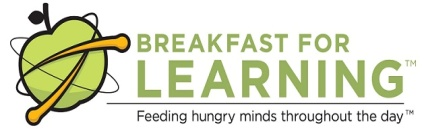 BREAKFAST FOR
LEARNING™
Feeding hungry minds throughout the day™